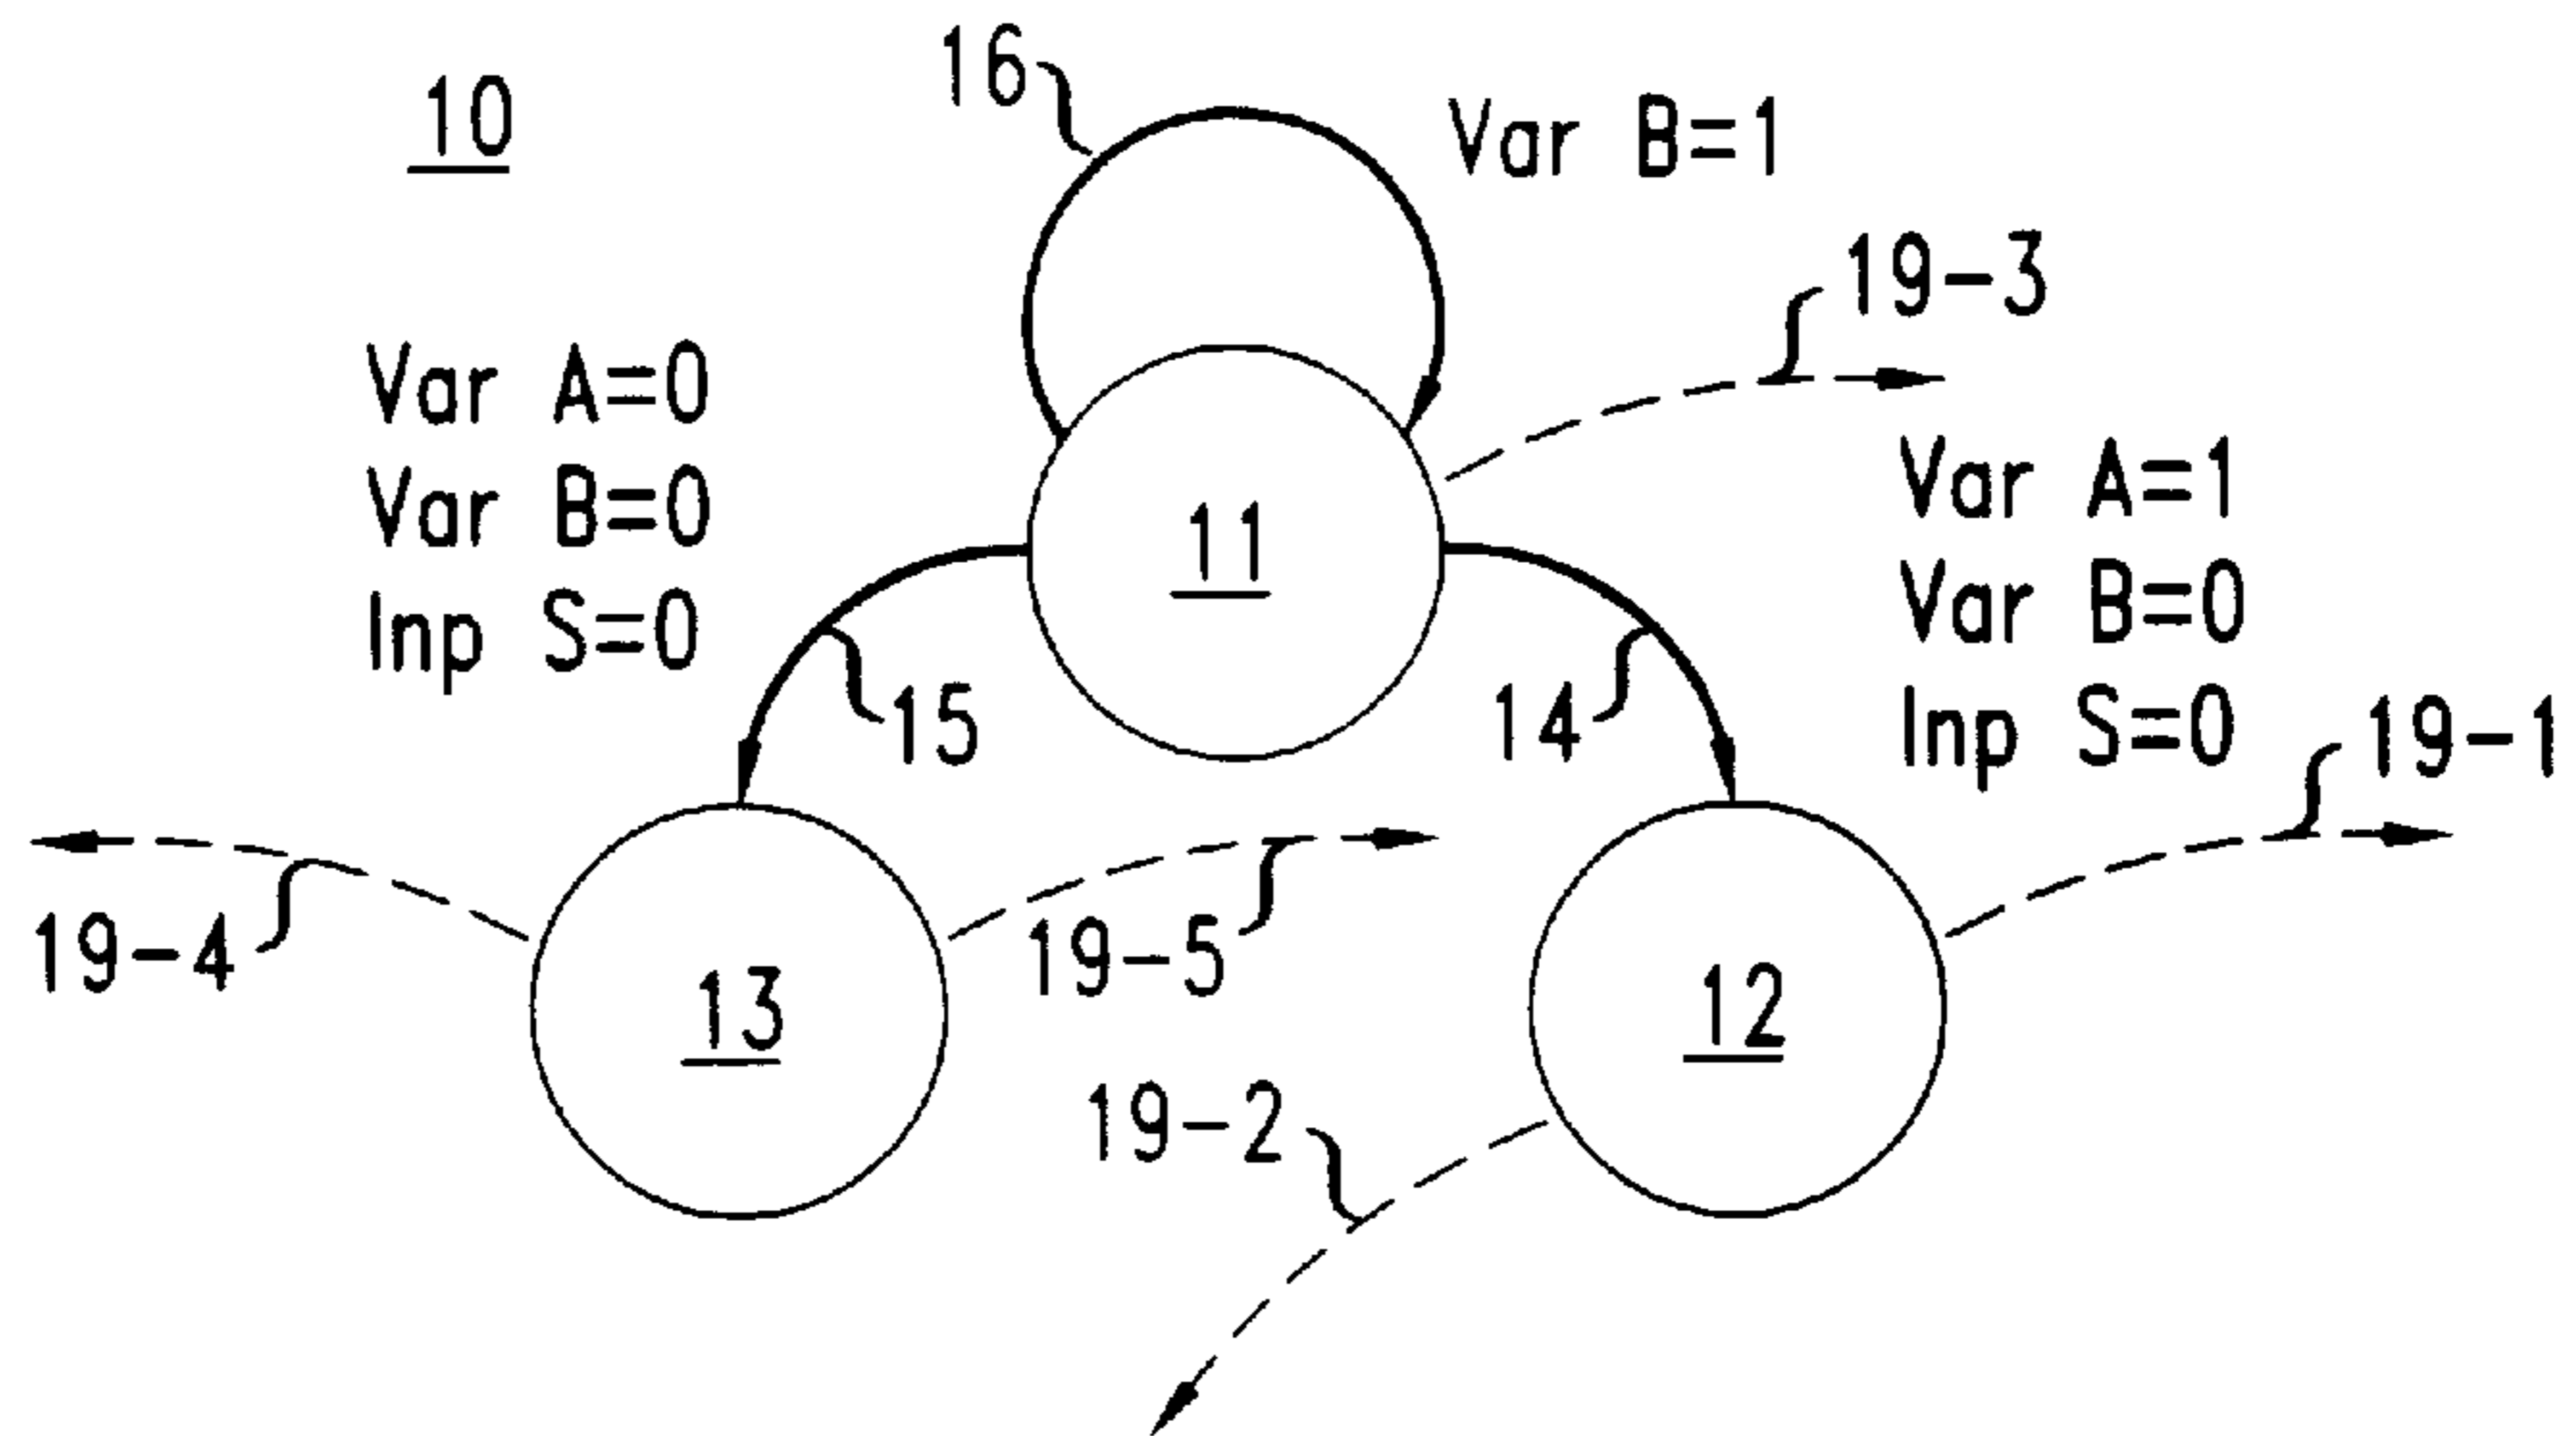 16
10
Var B=1
19-3
Var A=0
Var B=0
Inp S=0
11
Var A=1
Var B=0
Inp S=0
15
14
19-1
19-4
19-5
13
12
19-2